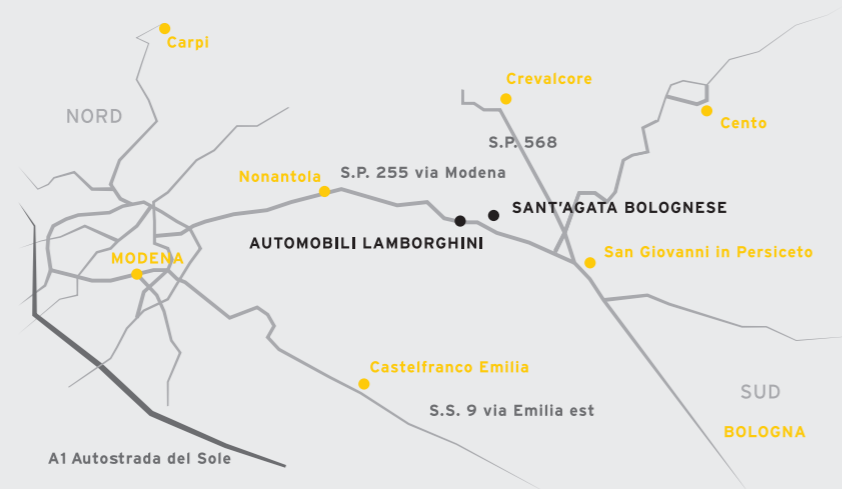 Carpi
Crevalcore
NORD
Cento
S.P. 568
Nonantola
S.P. 255 via Modena
SANT'AGATA BOLOGNESE
AUTOMOBILI LAMBORGHINI
San Giovanni in Persiceto
MODENA
Castelfranco Emilia
SUD
S.S. 9 via Emilia est
BOLOGNA
A1 Autostrada del Sole